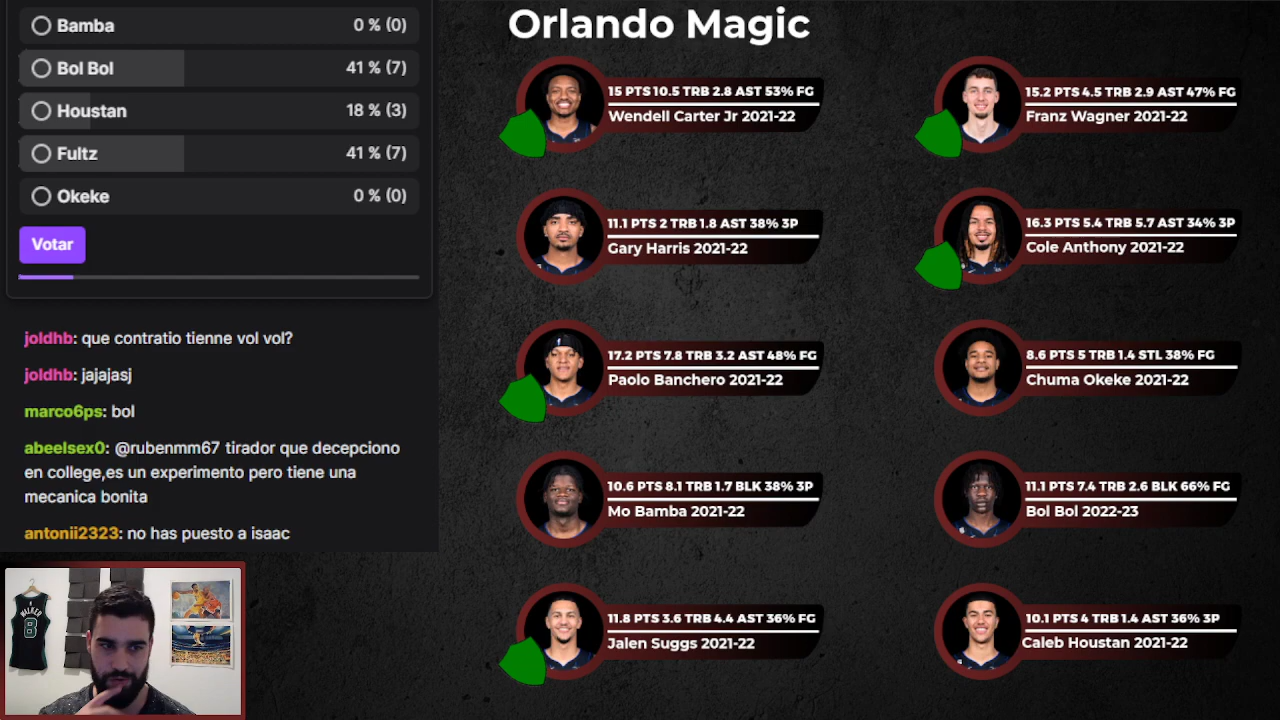 Bamba 0 % (0)
Bol Bol 41 % (7)
Houstan 18 % (3)
Fultz 41 % (7)
Okeke 0 % (0)
Votar
joldhb: que contratio tienne vol vol?
joldhb: jajajasj
marco6ps: bol
abeelsex0: @rubenmm67 tirador que decepciono
en college,es un experimento pero tiene una
mecanica bonita
antonii2323: no has puesto a isaac
WALKER
8
Orlando Magic
15 PTS 10.5 TRB 2.8 AST 53% FG
Wendell Carter Jr 2021-22
15.2 PTS 4.5 TRB 2.9 AST 47% FG
Franz Wagner 2021-22
11.1 PTS 2 TRB 1.8 AST 38% 3P
Gary Harris 2021-22
16.3 PTS 5.4 TRB 5.7 AST 34% 3P
Cole Anthony 2021-22
17.2 PTS 7.8 TRB 3.2 AST 48% FG
Paolo Banchero 2021-22
8.6 PTS 5 TRB 1.4 STL 38% FG
Chuma Okeke 2021-22
10.6 PTS 8.1 TRB 1.7 BLK 38% 3P
Mo Bamba 2021-22
11.1 PTS 7.4 TRB 2.6 BLK 66% FG
Bol Bol 2022-23
11.8 PTS 3.6 TRB 4.4 AST 36% FG
Jalen Suggs 2021-22
10.1 PTS 4 TRB 1.4 AST 36% 3P
Caleb Houstan 2021-22